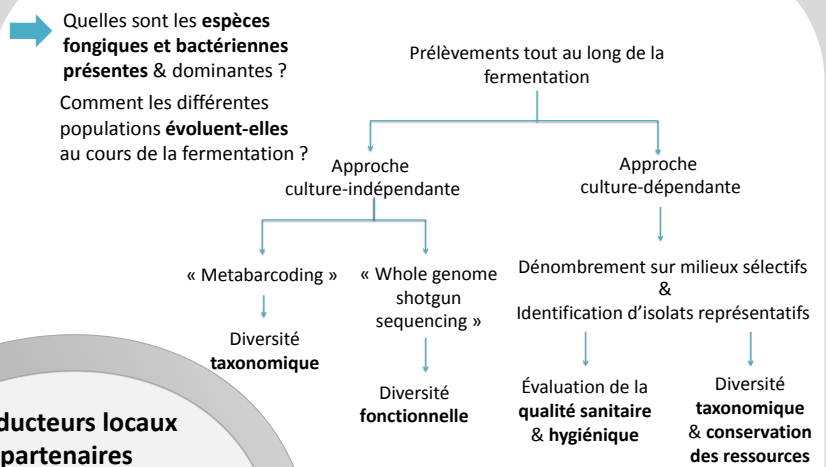 Quelles sont les espèces
fongiques et bactériennes
présentes & dominantes ?
Comment les différentes
populations évoluent-elles
au cours de la fermentation ?
Prélèvements tout au long de la
fermentation
Approche
culture-indépendante
Approche
culture-dépendante
« Metabarcoding »
« Whole genome
shotgun
sequencing »
Dénombrement sur milieux sélectifs
&
Identification d’isolats représentatifs
Diversité
taxonomique
Diversité
fonctionnelle
Évaluation de la
qualité sanitaire
& hygiénique
Diversité
taxonomique
& conservation
des ressources
ducteurs locaux
partenaires